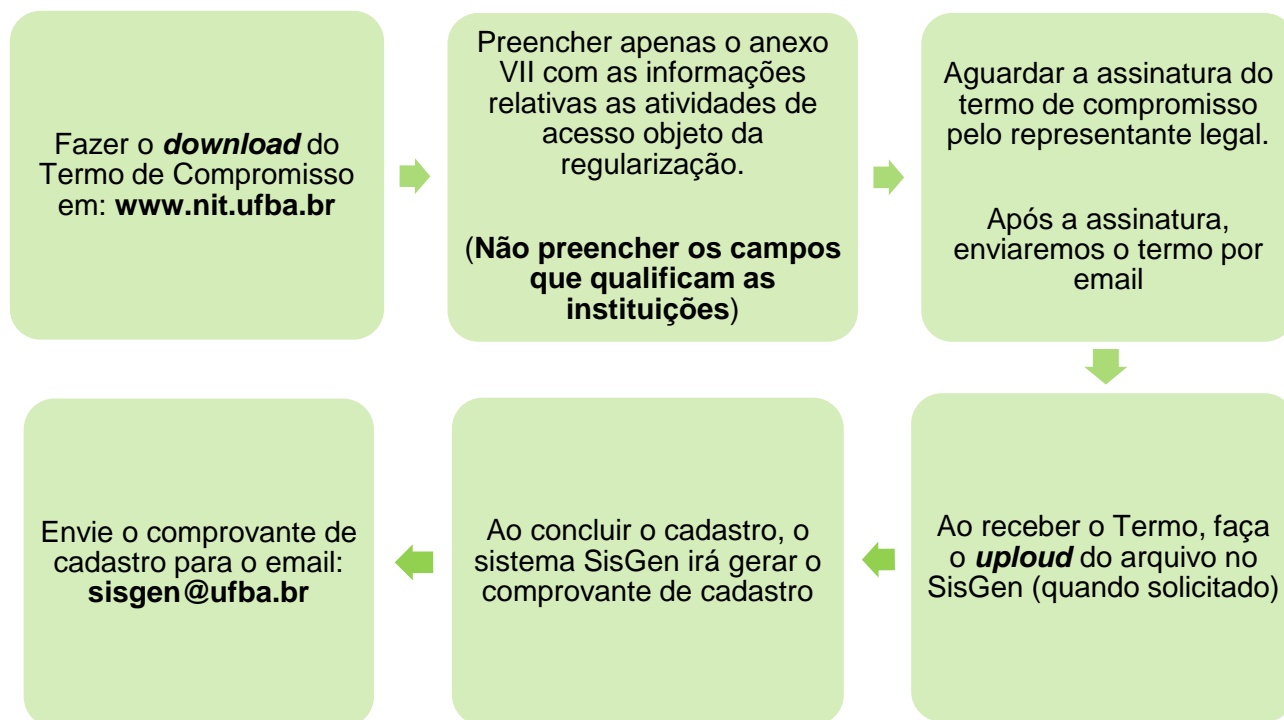 Fazer o download do
Termo de Compromisso
em: www.nit.ufba.br
Preencher apenas o anexo
VII com as informações
relativas as atividades de
acesso objeto da
regularização.
(Não preencher os campos
que qualificam as
instituições)
Aguardar a assinatura do
termo de compromisso
pelo representante legal.
Após a assinatura,
enviaremos o termo por
email
Ao receber o Termo, faça
o uploud do arquivo no
SisGen (quando solicitado)
Ao concluir o cadastro, o
sistema SisGen irá gerar o
comprovante de cadastro
Envie o comprovante de
cadastro para o email:
sisgen@ufba.br